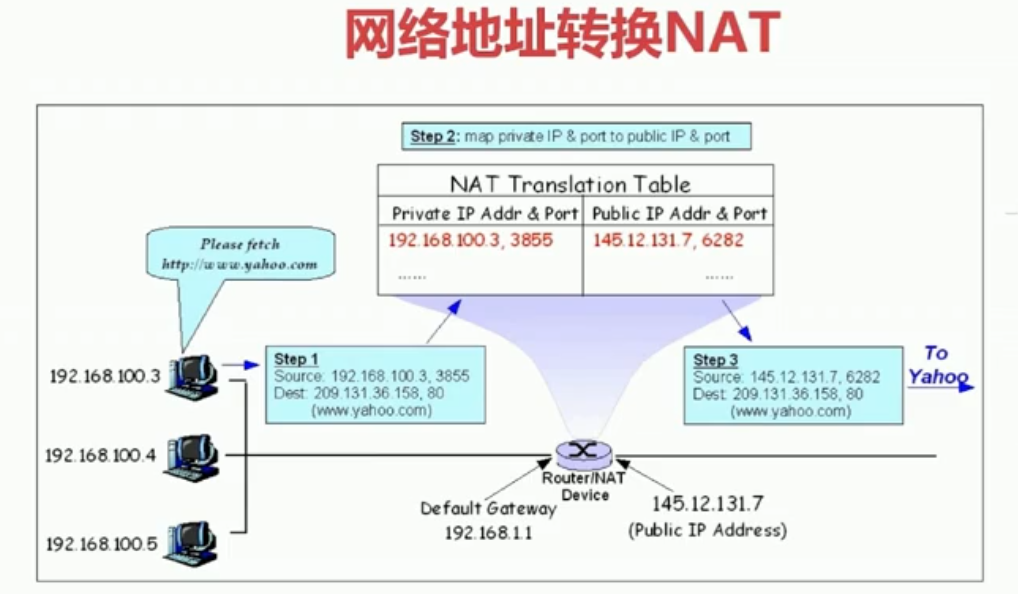 网络地址转换NAT
Step 2: map private IP & port to public IP & port
NAT Translation Table
Private IP Addr & Port
Public IP Addr & Port
192.168.100.3, 3855
145.12.131.7, 6282
......
......
Please fetch
http://www.yahoo.com
Step 1
Source: 192.168.100.3, 3855
Dest: 209.131.36.158, 80
(www.yahoo.com)
Step 3
Source: 145.12.131.7, 6282
Dest: 209.131.36.158, 80
(www.yahoo.com)
To
Yahoo
192.168.100.3
192.168.100.4
192.168.100.5
Router/NAT
Device
Default Gateway
192.168.1.1
145.12.131.7
(Public IP Address)